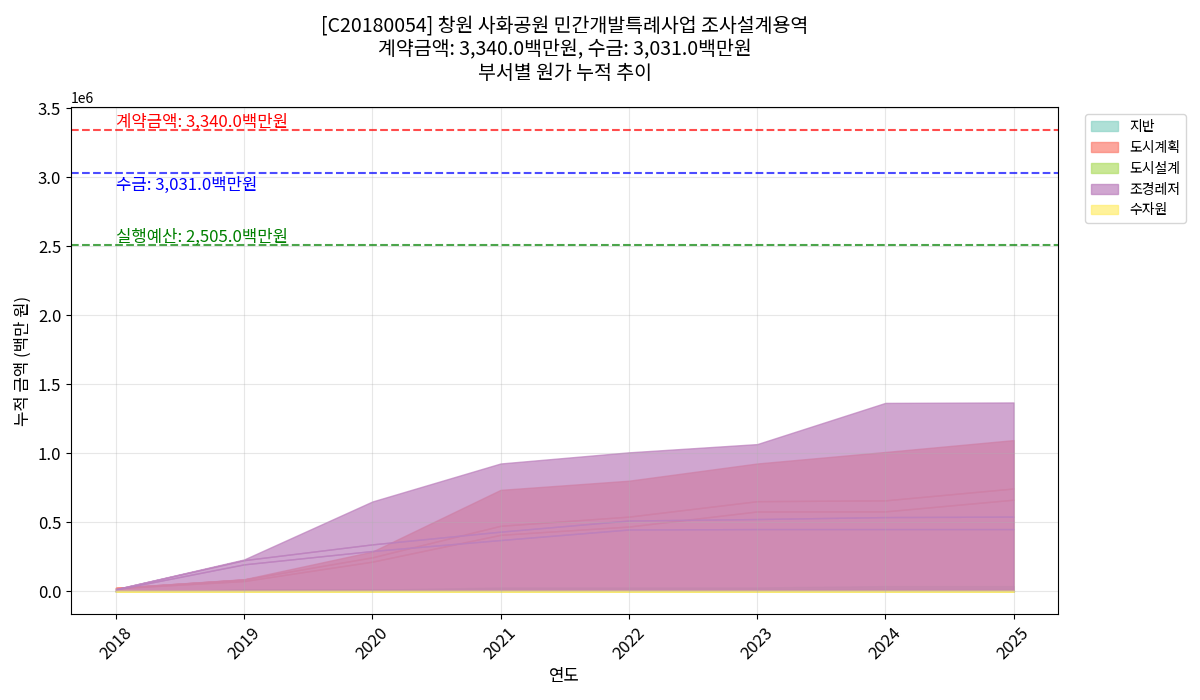 [C20180054] 창원 사화공원 민간개발특례사업 조사설계용역
계약금액: 3,340.0백만원, 수금: 3,031.0백만원
부서별 원가 누적 추이
1e6
3.5
3.0
2.5
2.0
1.5
1.0
0.5
0.0
누적 금액 (백만 원)
계약금액: 3,340.0백만원
수금: 3,031.0백만원
실행예산: 2,505.0백만원
지반
도시계획
도시설계
조경레저
수자원
2018
2019
2020
2021
2022
2023
2024
2025
연도